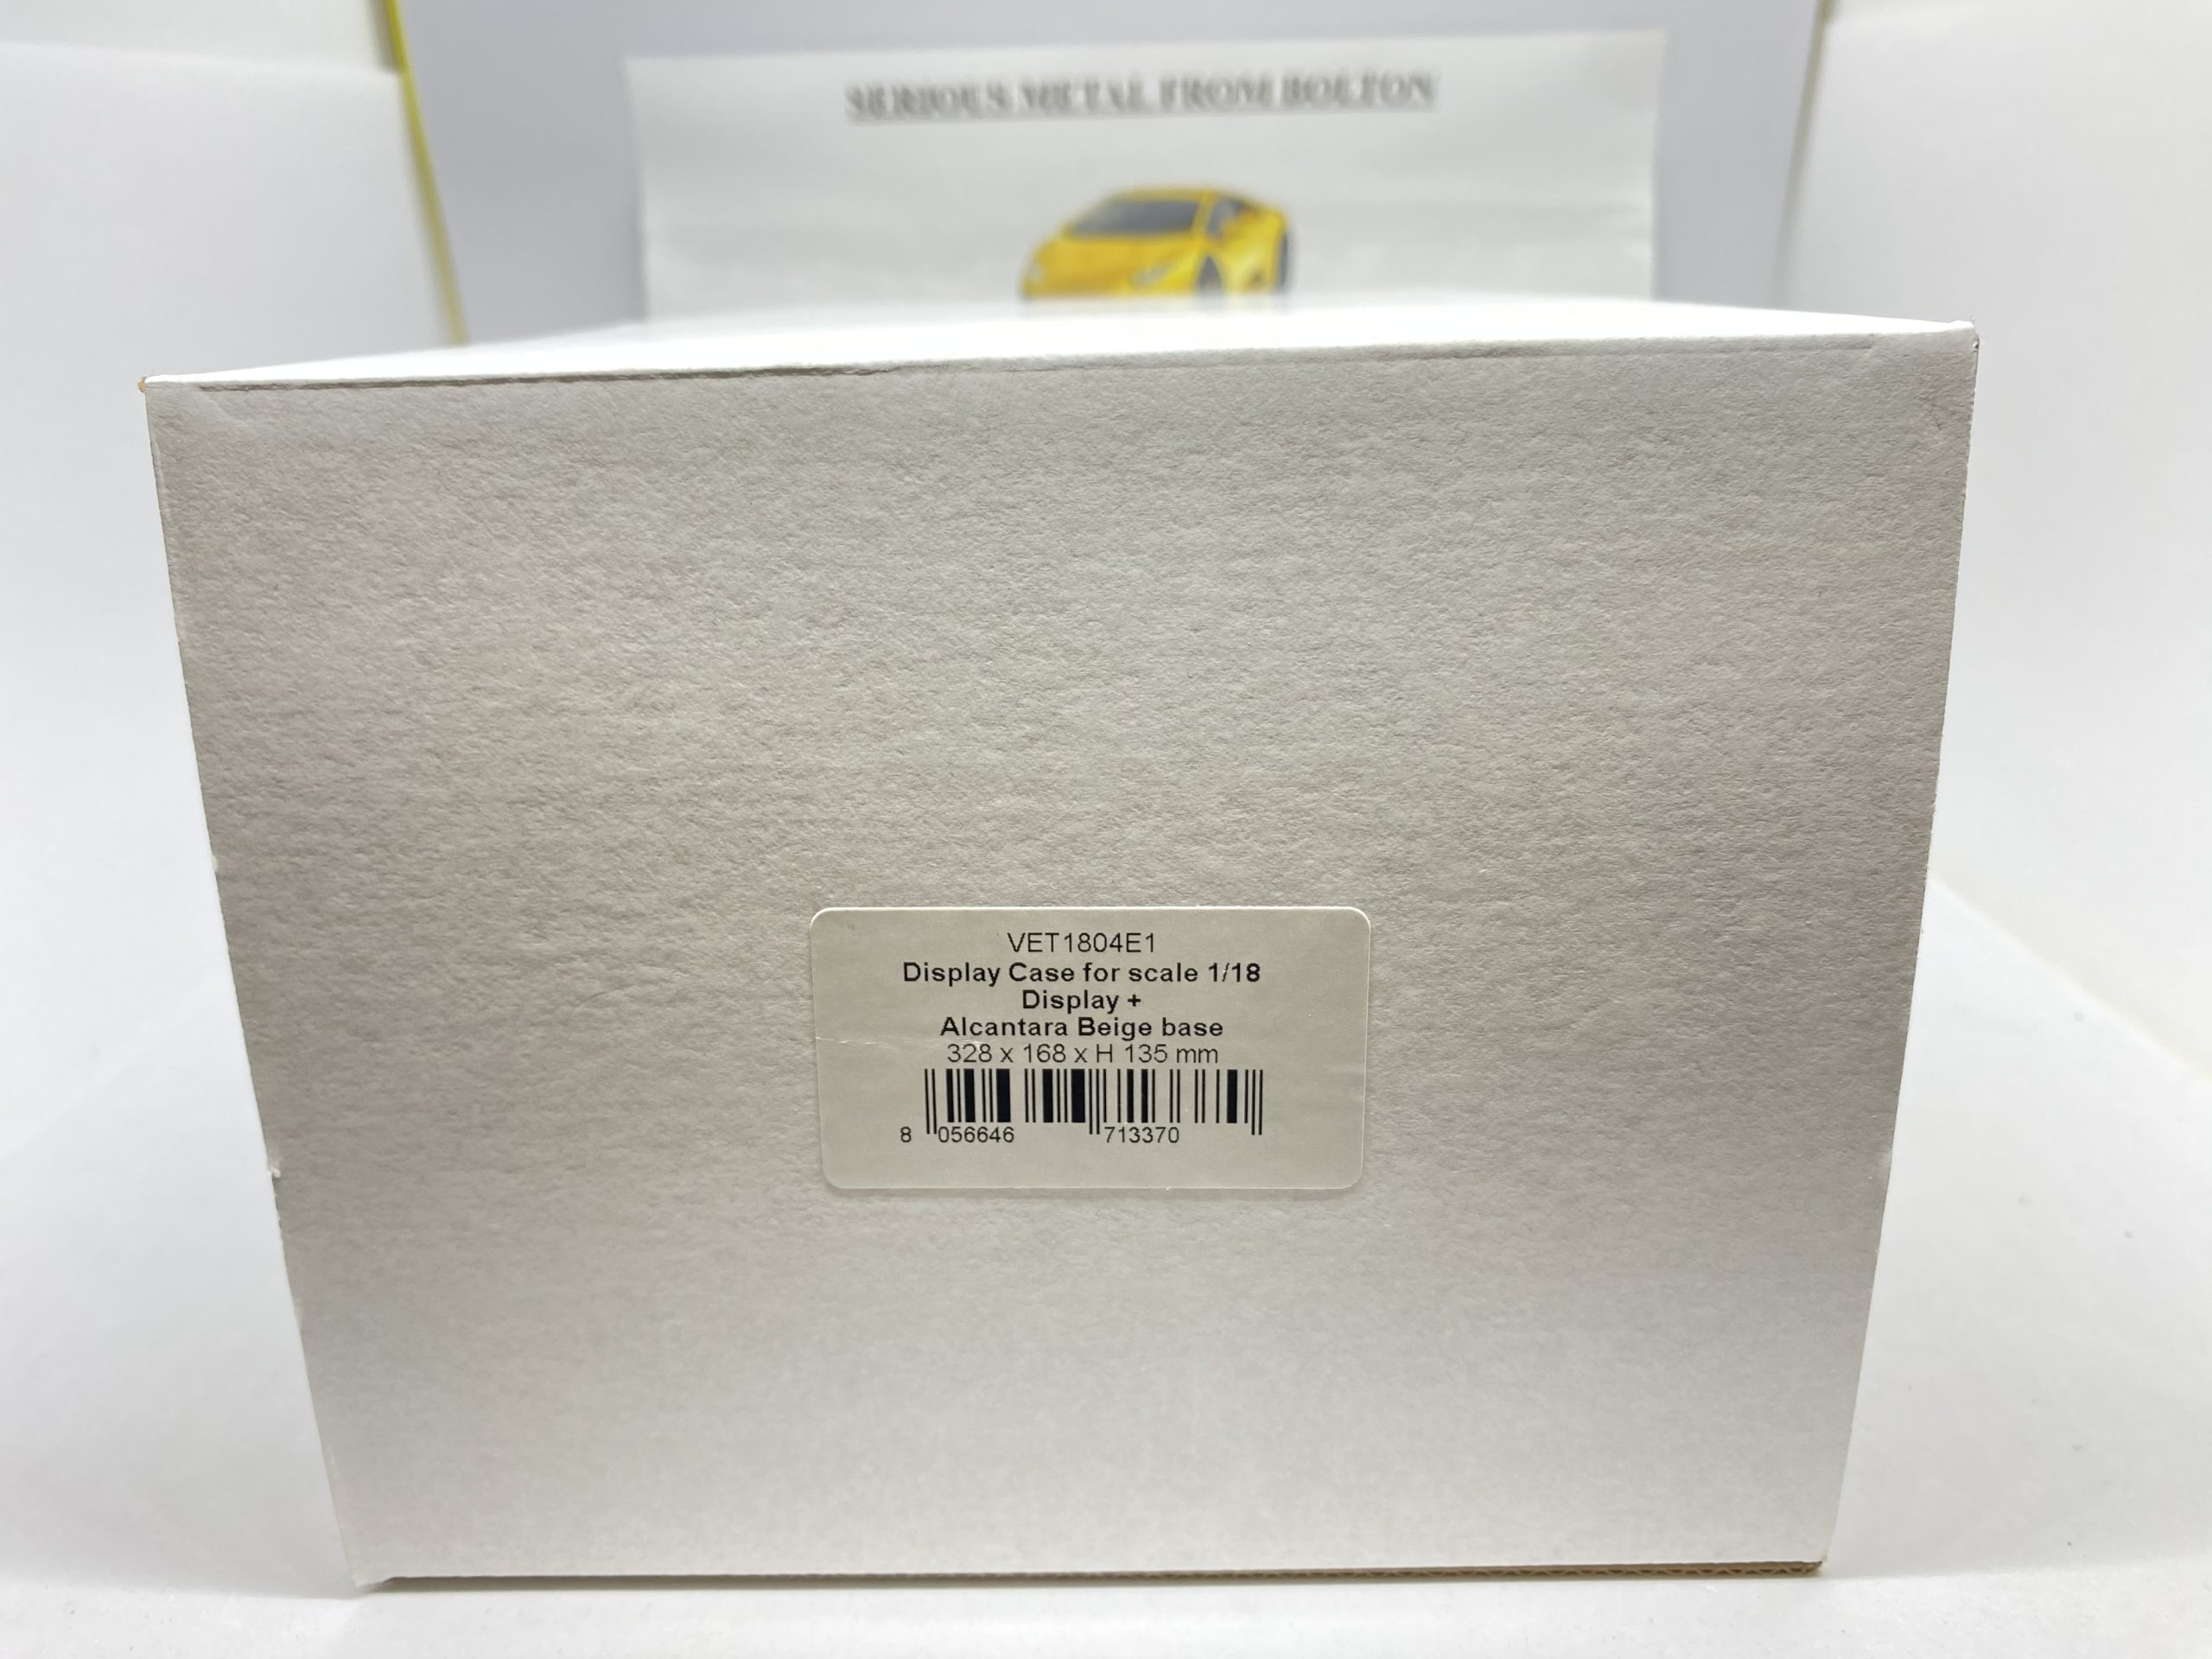 SERIOUS METAL FROM BOLTON
VET1804E1
Display Case for scale 1/18
Display +
Alcantara Beige base
328 x 168 x H 135 mm
8 056646 713370